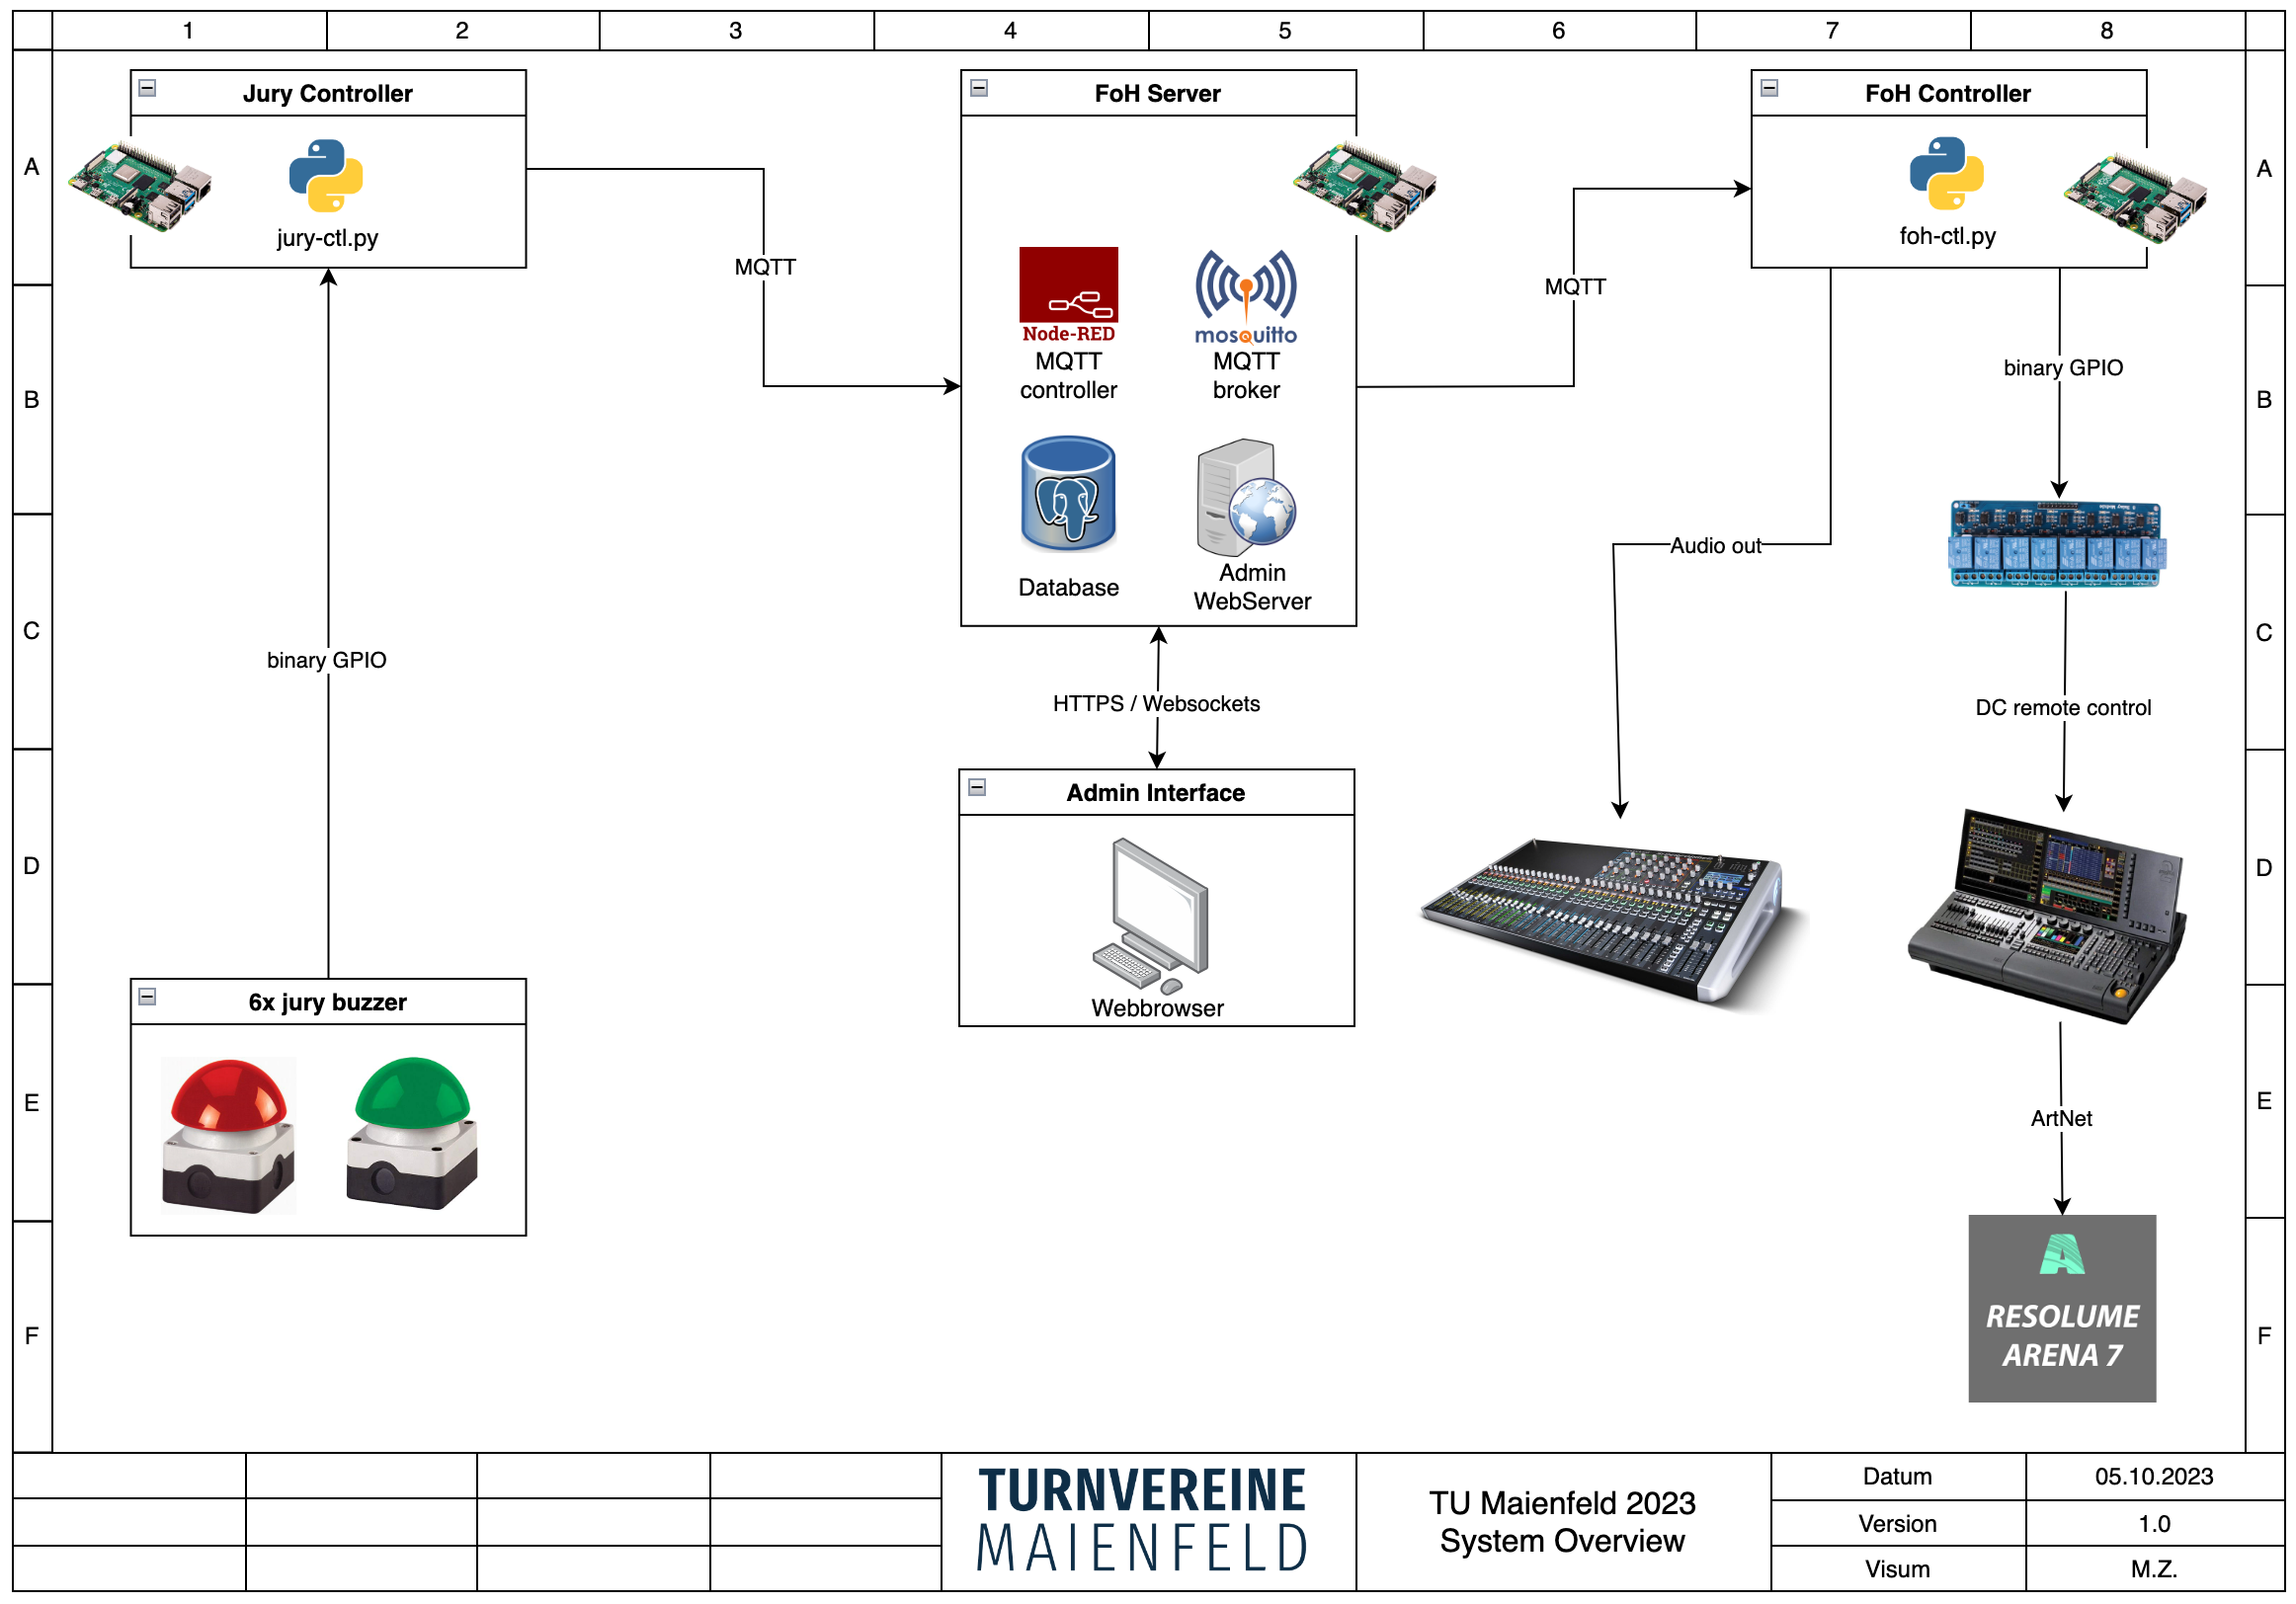 1 2 3 4 5 6 7 8
A
A
B
B
C
C
D
D
E
E
F
F
Jury Controller
jury-ctl.py
MQTT
binary GPIO
6x jury buzzer
FoH Server
Node-RED
MQTT
controller
mosquitto
MQTT
broker
Database
Admin
WebServer
HTTPS / Websockets
Admin Interface
Webbrowser
MQTT
FoH Controller
foh-ctl.py
Audio out
binary GPIO
DC remote control
ArtNet
RESOLUME
ARENA 7
TURNVEREINE
MAIENFELD
TU Maienfeld 2023
System Overview
Datum 05.10.2023
Version 1.0
Visum M.Z.